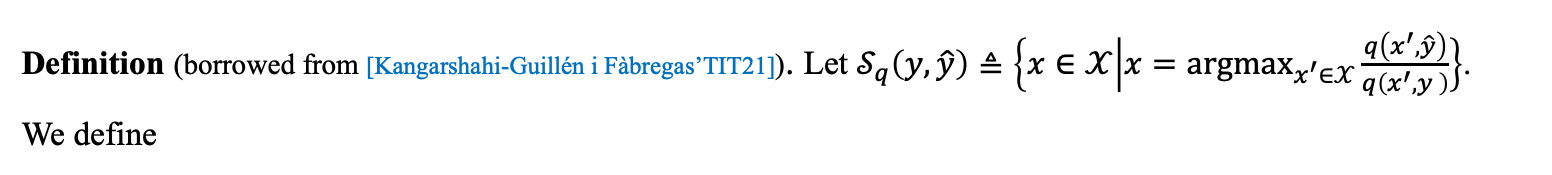 Definition (borrowed from [Kangarshahi-Guillén i Fàbregas'TIT21]). Let 𝒮_q(y, ŷ) ≜ {x ∈ 𝒳|x = argmax_{x′∈𝒳} q(x′,ŷ)/q(x′,y)}.
We define